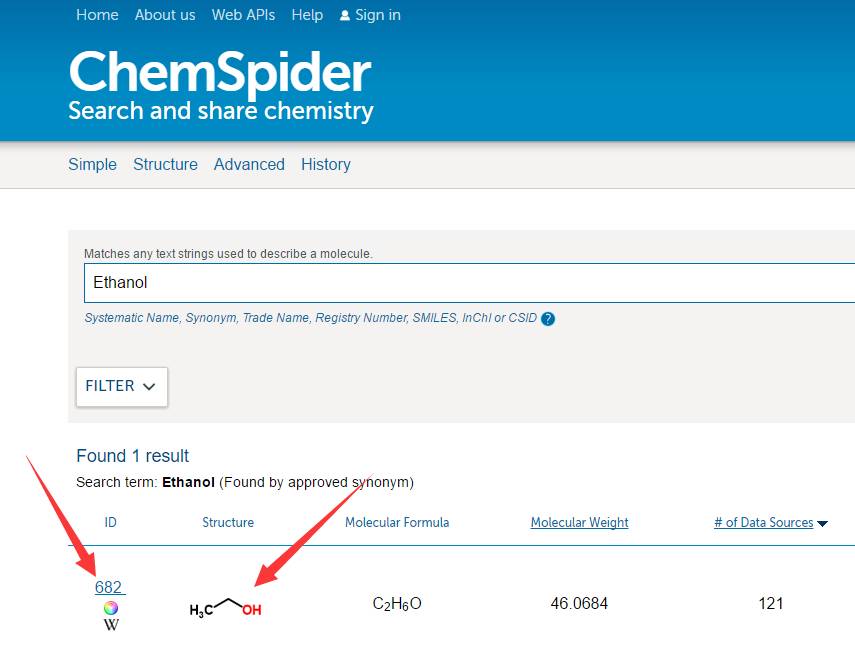 Home About us Web APIs Help Sign in
ChemSpider
Search and share chemistry
Simple Structure Advanced History
Matches any text strings used to describe a molecule.
Ethanol
Systematic Name, Synonym, Trade Name, Registry Number, SMILES, InChI or CSID ?
FILTER
Found 1 result
Search term: Ethanol (Found by approved synonym)
ID Structure Molecular Formula Molecular Weight # of Data Sources
682
H₃C OH C₂H₆O 46.0684 121
W